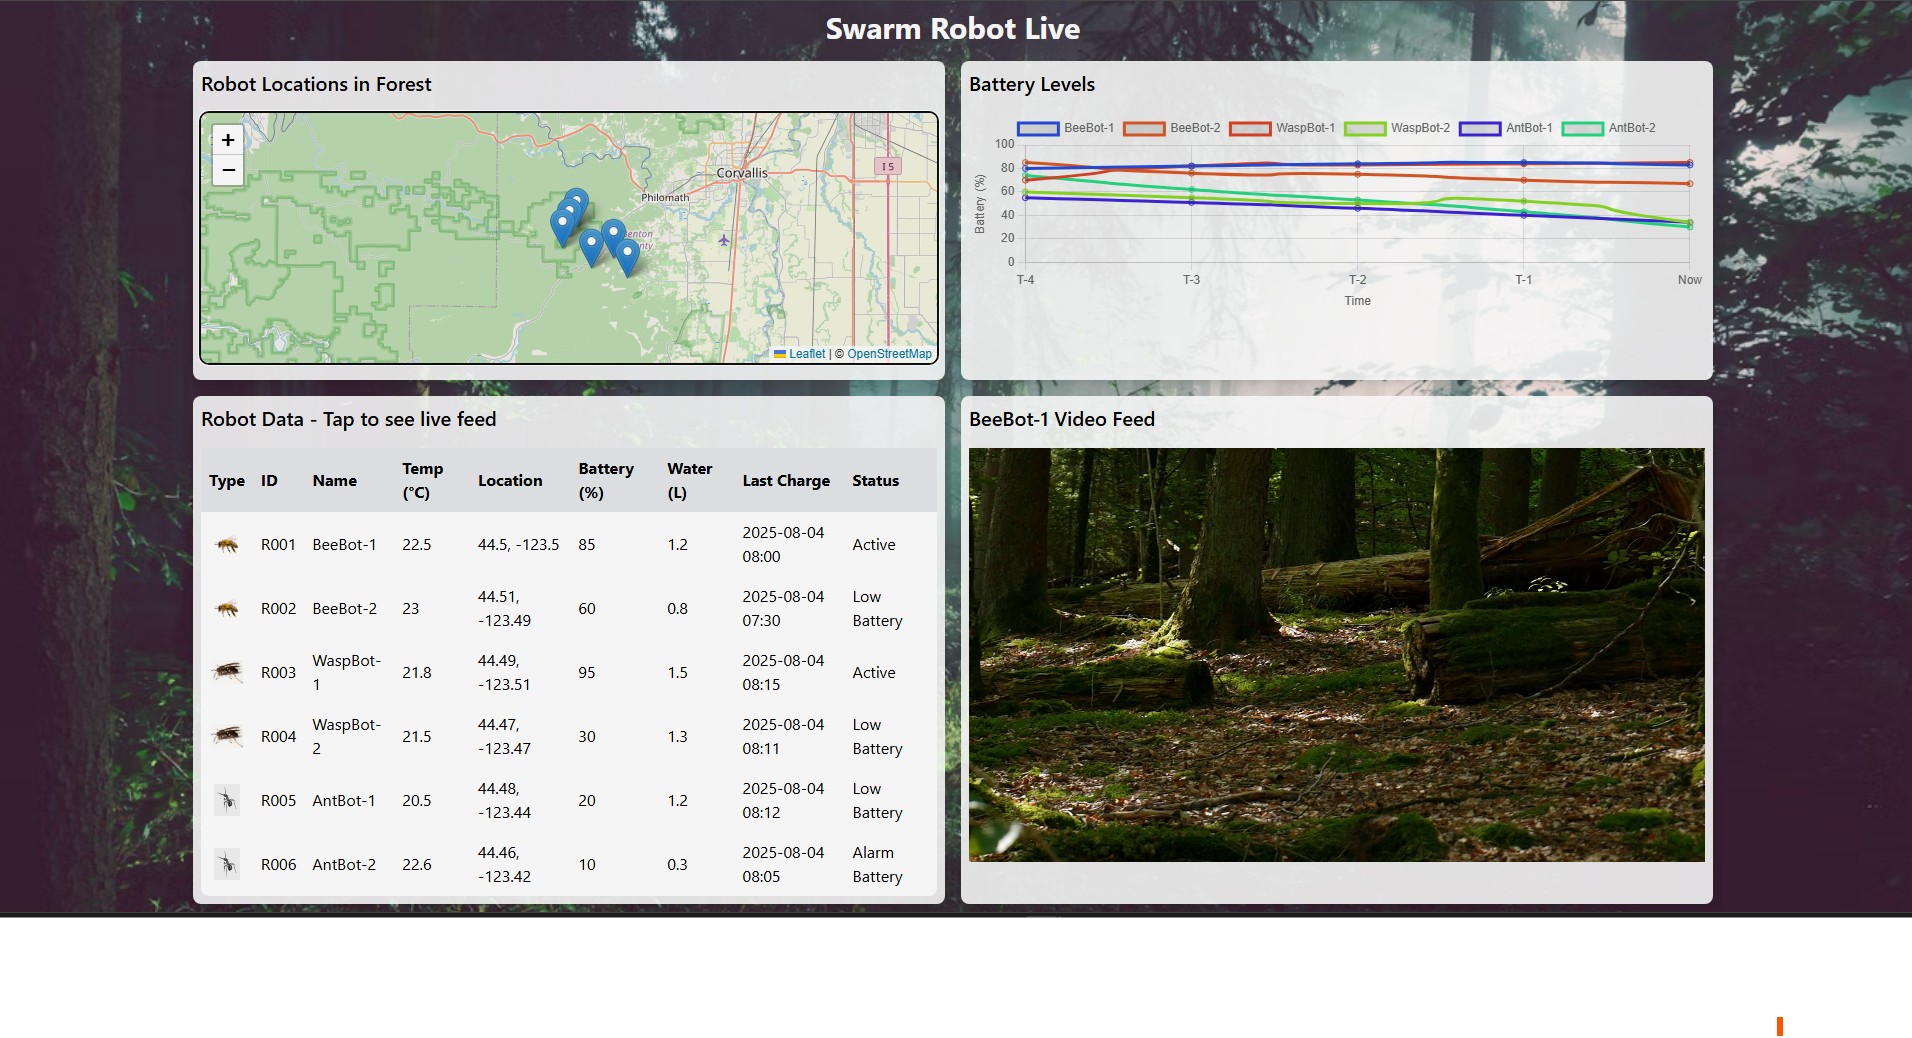 Swarm Robot Live
Robot Locations in Forest
+
−
Corvallis
Philomath
I 5
Leaflet | © OpenStreetMap
Battery Levels
BeeBot-1 BeeBot-2 WaspBot-1 WaspBot-2 AntBot-1 AntBot-2
100
80
60
40
20
0
Battery (%)
T-4 T-3 T-2 T-1 Now
Time
Robot Data - Tap to see live feed
Type ID Name Temp (°C) Location Battery (%) Water (L) Last Charge Status
R001 BeeBot-1 22.5 44.5, -123.5 85 1.2 2025-08-04 08:00 Active
R002 BeeBot-2 23 44.51, -123.49 60 0.8 2025-08-04 07:30 Low Battery
R003 WaspBot-1 21.8 44.49, -123.51 95 1.5 2025-08-04 08:15 Active
R004 WaspBot-2 21.5 44.47, -123.47 30 1.3 2025-08-04 08:11 Low Battery
R005 AntBot-1 20.5 44.48, -123.44 20 1.2 2025-08-04 08:12 Low Battery
R006 AntBot-2 22.6 44.46, -123.42 10 0.3 2025-08-04 08:05 Alarm Battery
BeeBot-1 Video Feed